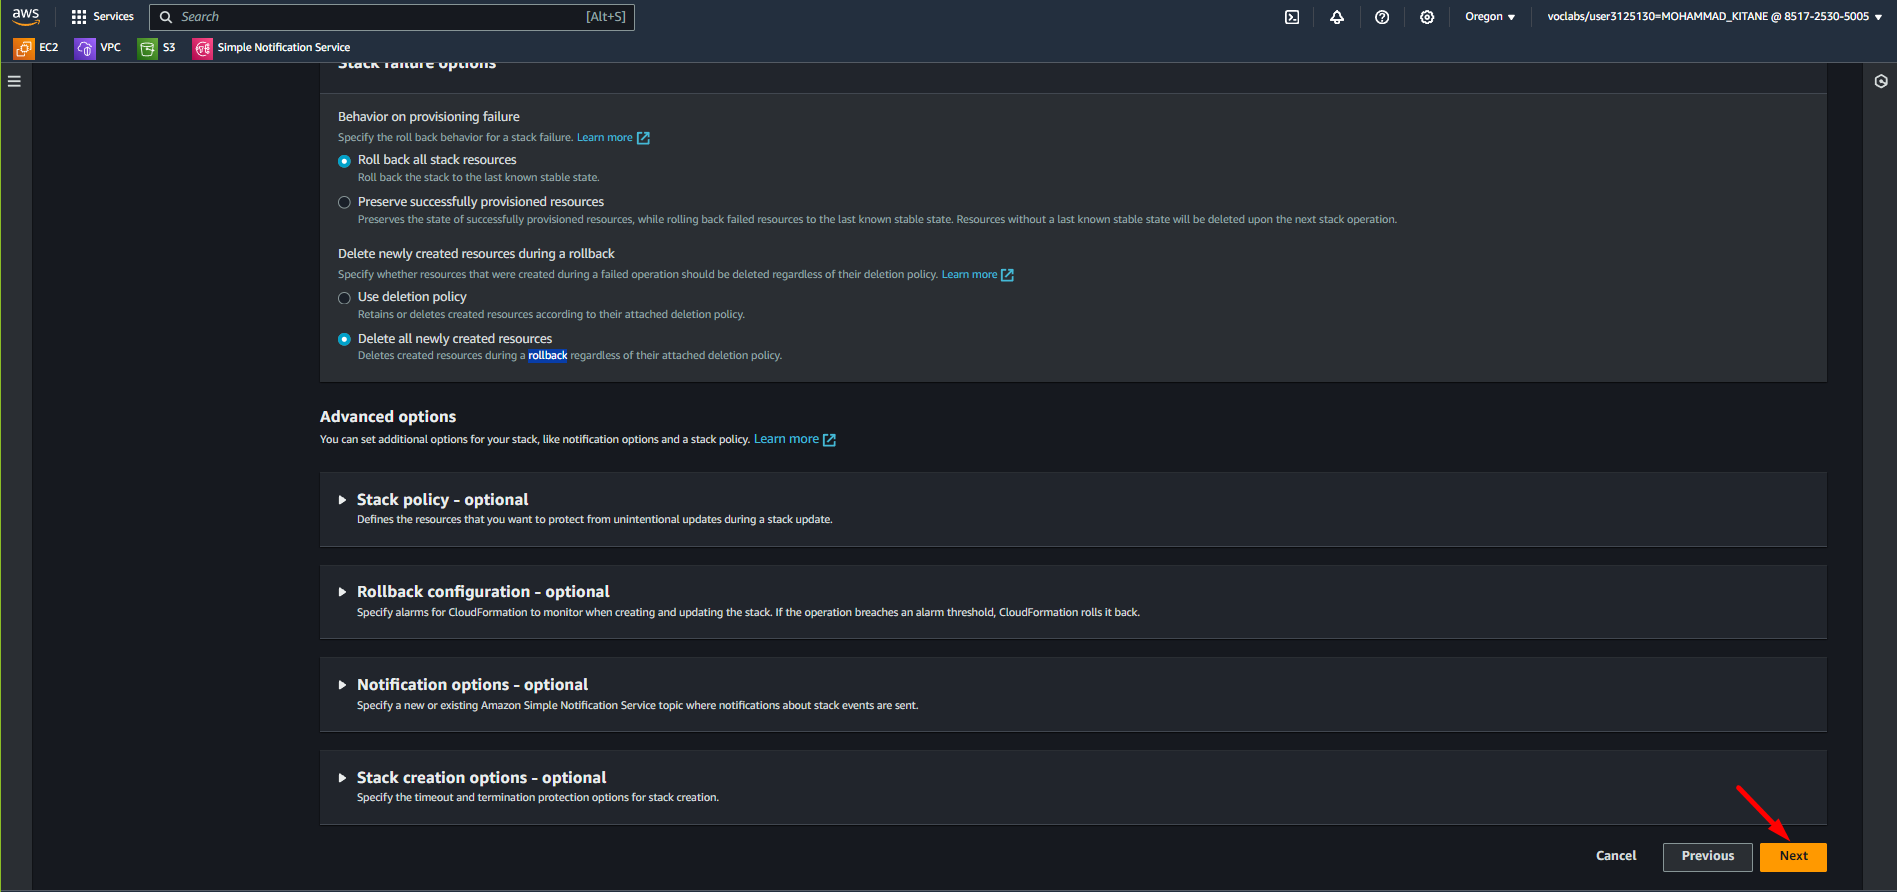 aws
Services
Search
[Alt+S]
Oregon
voclabs/user3125130=MOHAMMAD_KITANE @ 8517-2530-5005
EC2
VPC
S3
Simple Notification Service
Stack failure options
Behavior on provisioning failure
Specify the roll back behavior for a stack failure. Learn more
Roll back all stack resources
Roll back the stack to the last known stable state.
Preserve successfully provisioned resources
Preserves the state of successfully provisioned resources, while rolling back failed resources to the last known stable state. Resources without a last known stable state will be deleted upon the next stack operation.
Delete newly created resources during a rollback
Specify whether resources that were created during a failed operation should be deleted regardless of their deletion policy. Learn more
Use deletion policy
Retains or deletes created resources according to their attached deletion policy.
Delete all newly created resources
Deletes created resources during a rollback regardless of their attached deletion policy.
Advanced options
You can set additional options for your stack, like notification options and a stack policy. Learn more
Stack policy - optional
Defines the resources that you want to protect from unintentional updates during a stack update.
Rollback configuration - optional
Specify alarms for CloudFormation to monitor when creating and updating the stack. If the operation breaches an alarm threshold, CloudFormation rolls it back.
Notification options - optional
Specify a new or existing Amazon Simple Notification Service topic where notifications about stack events are sent.
Stack creation options - optional
Specify the timeout and termination protection options for stack creation.
Cancel
Previous
Next